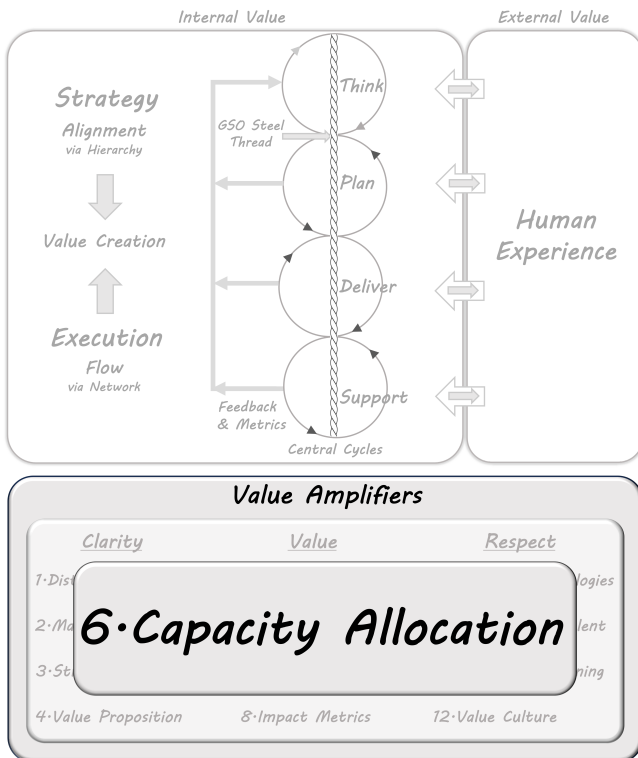 Internal Value
External Value
Strategy
Alignment
via Hierarchy
Value Creation
Execution
Flow
via Network
GSO Steel
Thread
Think
Plan
Deliver
Support
Feedback
& Metrics
Central Cycles
Human
Experience
Value Amplifiers
Clarity Value Respect
6·Capacity Allocation
4·Value Proposition 8·Impact Metrics 12·Value Culture